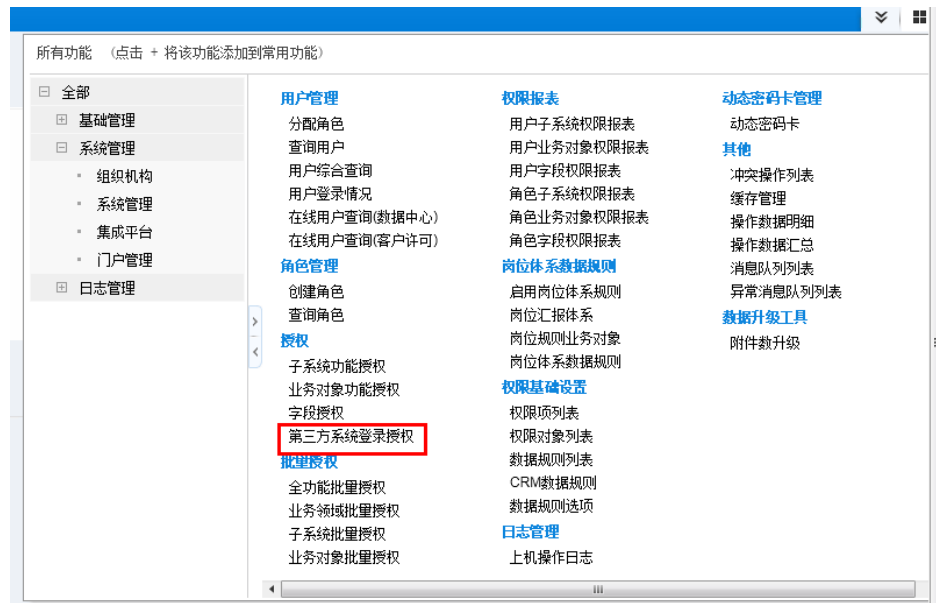 所有功能 （点击 + 将该功能添加到常用功能）
全部
基础管理
系统管理
组织机构
系统管理
集成平台
门户管理
日志管理
用户管理
分配角色
查询用户
用户综合查询
用户登录情况
在线用户查询(数据中心)
在线用户查询(客户许可)
角色管理
创建角色
查询角色
授权
子系统功能授权
业务对象功能授权
字段授权
第三方系统登录授权
批量授权
全功能批量授权
业务领域批量授权
子系统批量授权
业务对象批量授权
权限报表
用户子系统权限报表
用户业务对象权限报表
用户字段权限报表
角色子系统权限报表
角色业务对象权限报表
角色字段权限报表
岗位体系数据规则
启用岗位体系规则
岗位汇报体系
岗位规则业务对象
岗位体系数据规则
权限基础设置
权限项列表
权限对象列表
数据规则列表
CRM数据规则
数据规则选项
日志管理
上机操作日志
动态密码卡管理
动态密码卡
其他
冲突操作列表
缓存管理
操作数据明细
操作数据汇总
消息队列列表
异常消息队列列表
数据升级工具
附件数升级